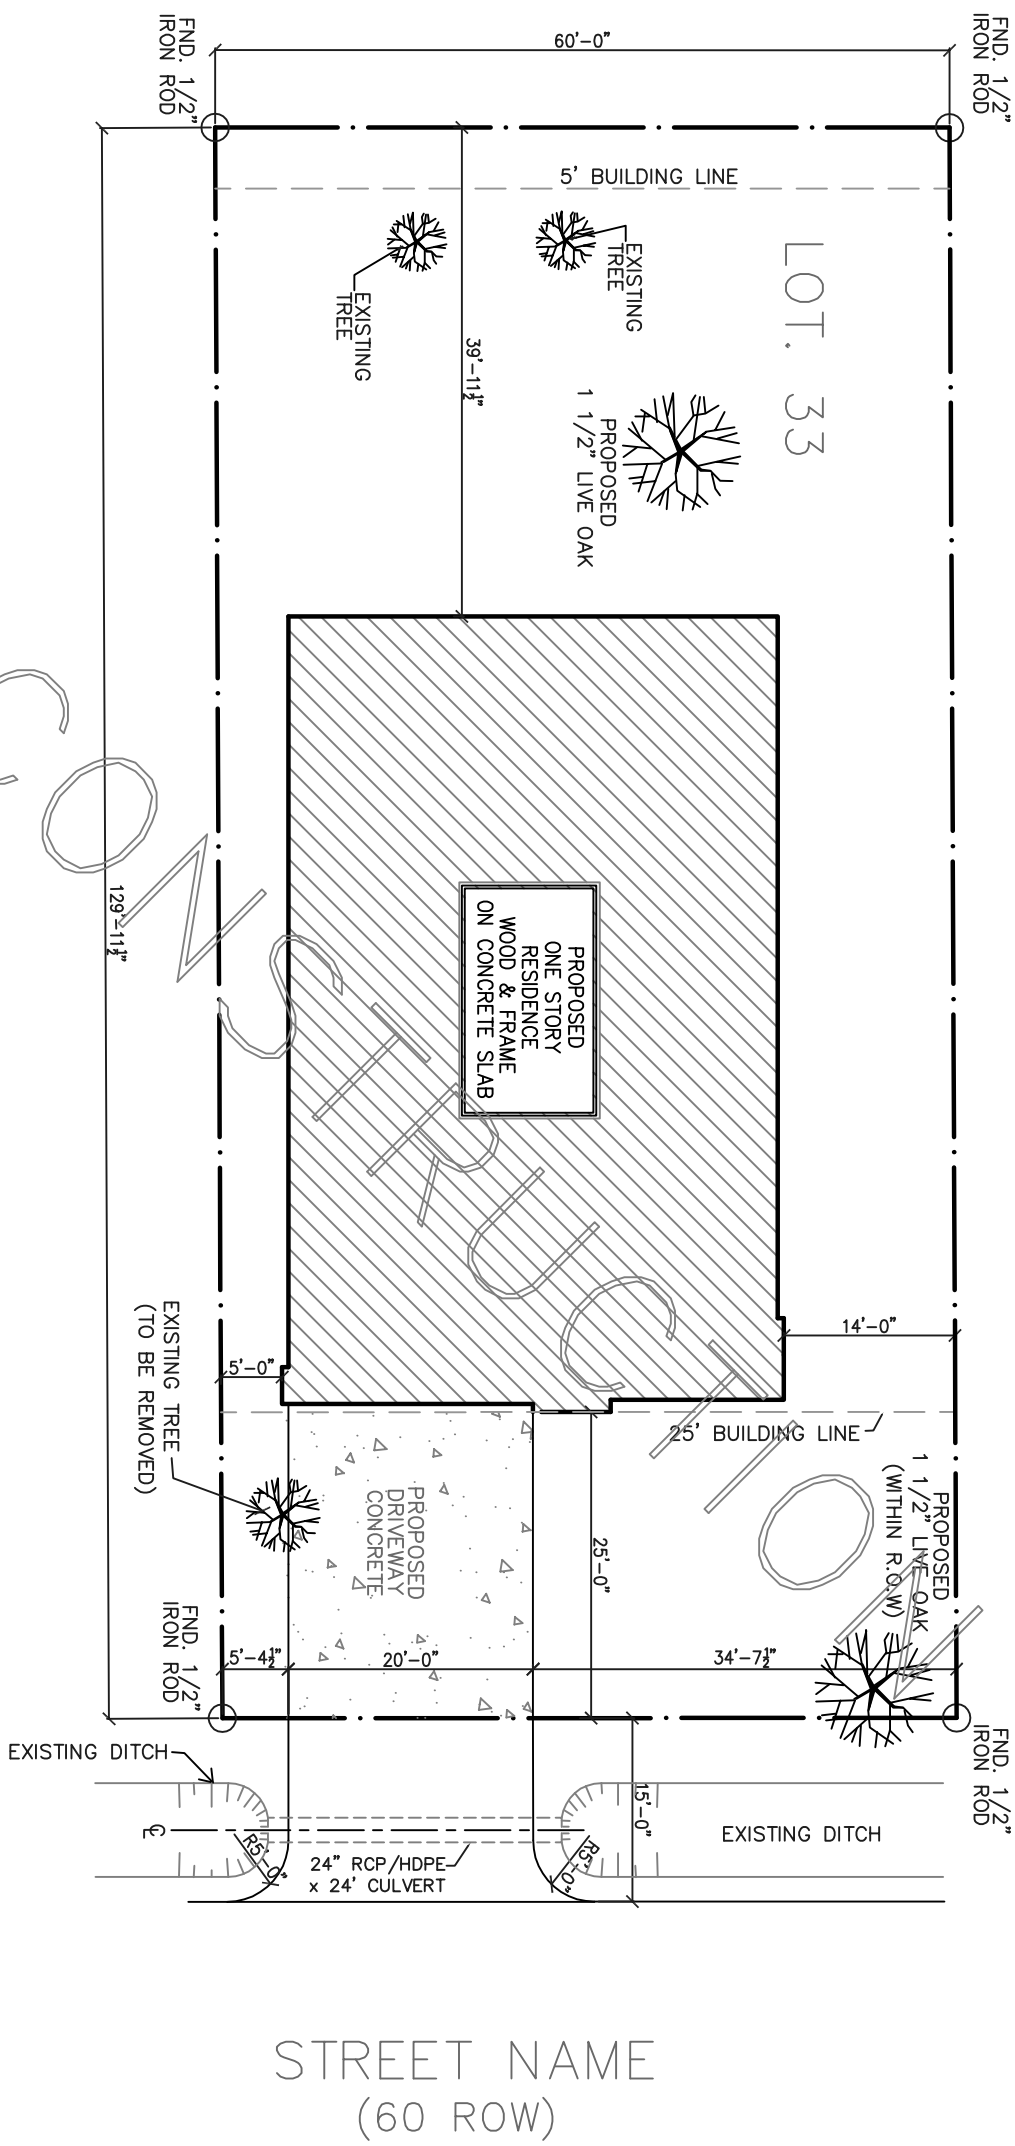 FND. 1/2"
IRON ROD
FND. 1/2"
IRON ROD
60'-0"
5' BUILDING LINE
LOT. 33
EXISTING
TREE
EXISTING
TREE
39'-11½"
PROPOSED
1 1/2" LIVE OAK
129'-11½"
PROPOSED
ONE STORY
RESIDENCE
WOOD & FRAME
ON CONCRETE SLAB
CONSTRUCTION
14'-0"
5'-0"
25' BUILDING LINE
EXISTING TREE
(TO BE REMOVED)
PROPOSED
DRIVEWAY
CONCRETE
25'-0"
PROPOSED
1 1/2" LIVE OAK
(WITHIN R.O.W)
5'-4½"
20'-0"
34'-7½"
FND. 1/2"
IRON ROD
FND. 1/2"
IRON ROD
EXISTING DITCH
15'-0"
EXISTING DITCH
R5'-0"
R5'-0"
24" RCP/HDPE
x 24' CULVERT
STREET NAME
(60 ROW)